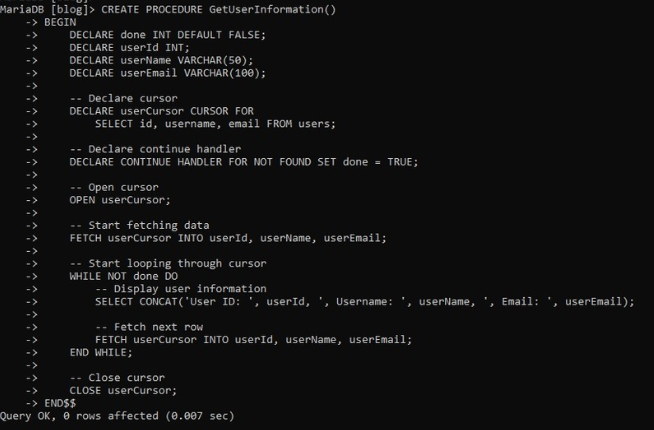 MariaDB [blog]> CREATE PROCEDURE GetUserInformation()
    -> BEGIN
    ->     DECLARE done INT DEFAULT FALSE;
    ->     DECLARE userId INT;
    ->     DECLARE userName VARCHAR(50);
    ->     DECLARE userEmail VARCHAR(100);
    ->
    ->     -- Declare cursor
    ->     DECLARE userCursor CURSOR FOR
    ->         SELECT id, username, email FROM users;
    ->
    ->     -- Declare continue handler
    ->     DECLARE CONTINUE HANDLER FOR NOT FOUND SET done = TRUE;
    ->
    ->     -- Open cursor
    ->     OPEN userCursor;
    ->
    ->     -- Start fetching data
    ->     FETCH userCursor INTO userId, userName, userEmail;
    ->
    ->     -- Start looping through cursor
    ->     WHILE NOT done DO
    ->         -- Display user information
    ->         SELECT CONCAT('User ID: ', userId, ', Username: ', userName, ', Email: ', userEmail);
    ->
    ->         -- Fetch next row
    ->         FETCH userCursor INTO userId, userName, userEmail;
    ->     END WHILE;
    ->
    ->     -- Close cursor
    ->     CLOSE userCursor;
    -> END$$
Query OK, 0 rows affected (0.007 sec)